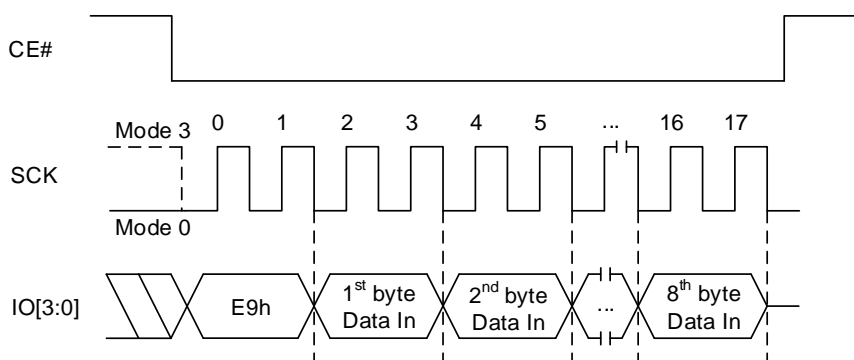 CE#
Mode 3
0 1 2 3 4 5 ... 16 17
SCK
Mode 0
IO[3:0]
E9h
1st byte
Data In
2nd byte
Data In
...
8th byte
Data In